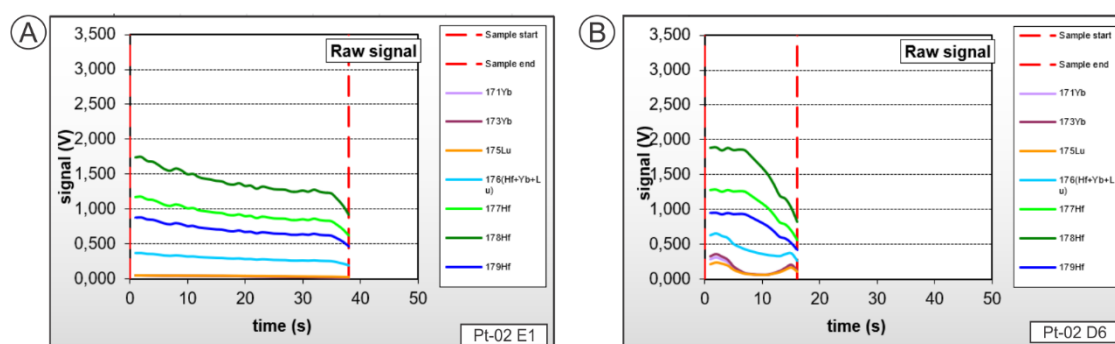 A
Raw signal
3,500
3,000
2,500
2,000
1,500
1,000
0,500
0,000
signal (V)
0 10 20 30 40 50
time (s)
Sample start
Sample end
171Yb
173Yb
175Lu
176(Hf+Yb+L
u)
177Hf
178Hf
179Hf
Pt-02 E1
B
Raw signal
3,500
3,000
2,500
2,000
1,500
1,000
0,500
0,000
signal (V)
0 10 20 30 40 50
time (s)
Sample start
Sample end
171Yb
173Yb
175Lu
176(Hf+Yb+L
u)
177Hf
178Hf
179Hf
Pt-02 D6